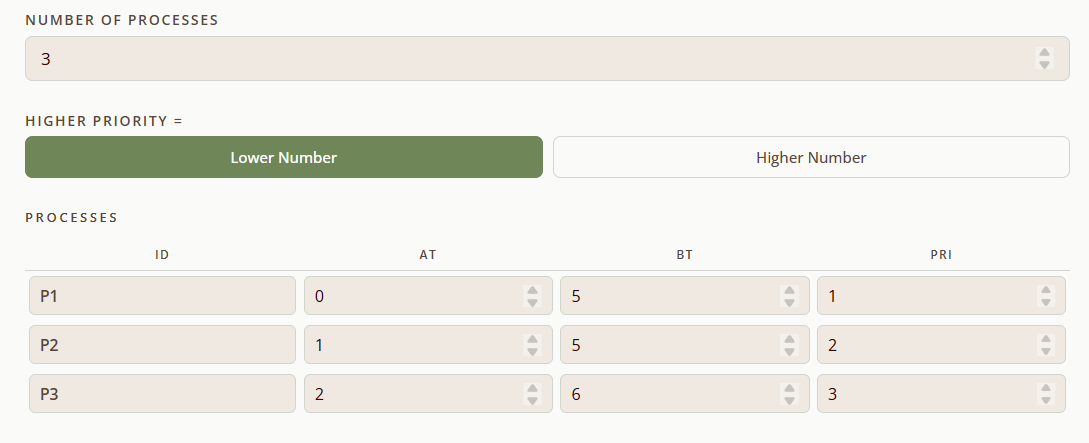 NUMBER OF PROCESSES
3
HIGHER PRIORITY =
Lower Number Higher Number
PROCESSES
ID AT BT PRI
P1 0 5 1
P2 1 5 2
P3 2 6 3